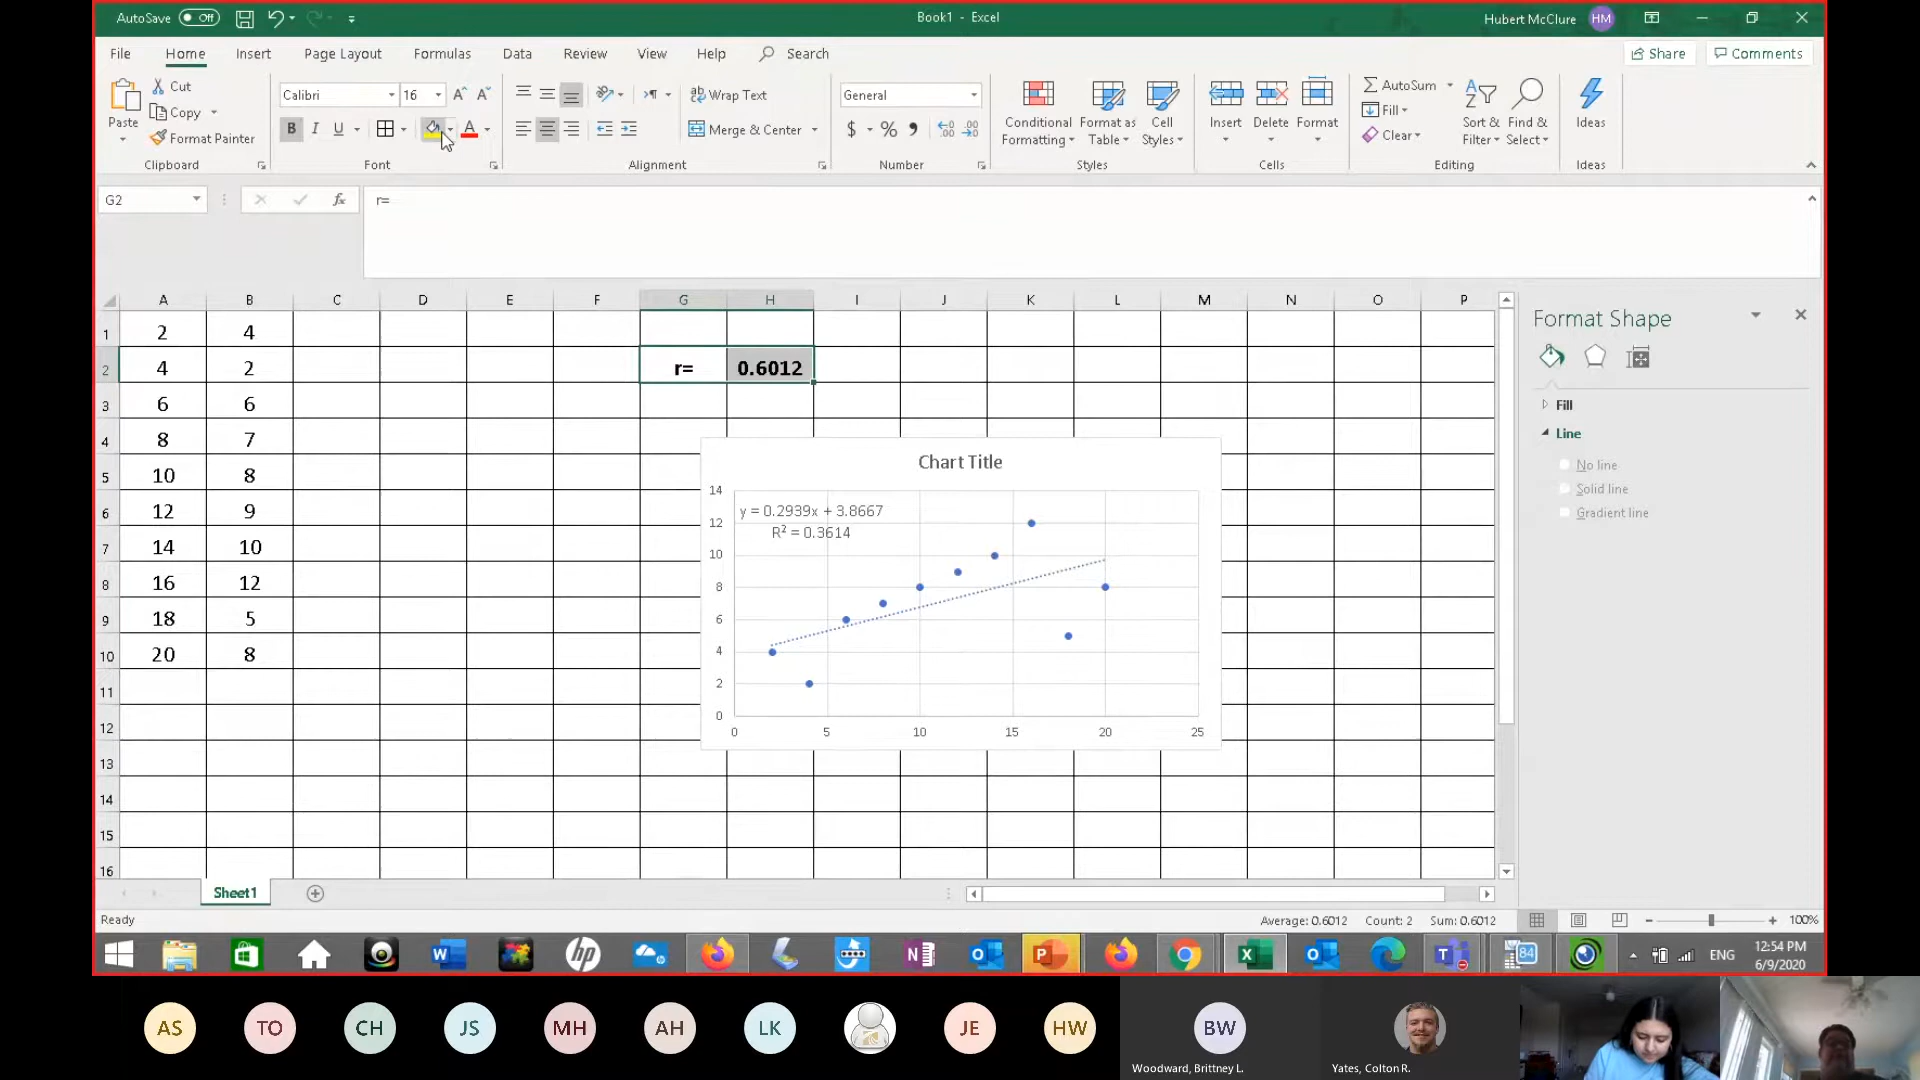 AutoSave Off
Book1 - Excel
Hubert McClure HM
File Home Insert Page Layout Formulas Data Review View Help Search
Share Comments
Paste
Cut
Copy
Format Painter
Clipboard
Calibri 16
B I U
Font
Wrap Text
Merge & Center
Alignment
General
$ % 9
Number
Conditional Formatting
Format as Table
Cell Styles
Styles
Insert Delete Format
Cells
AutoSum
Fill
Clear
Sort & Filter
Find & Select
Editing
Ideas
Ideas
G2 fx r=
A B C D E F G H I J K L M N O P
1 2 4
2 4 2 r= 0.6012
3 6 6
4 8 7
5 10 8
6 12 9
7 14 10
8 16 12
9 18 5
10 20 8
11
12
13
14
15
16
Chart Title
y = 0.2939x + 3.8667
R² = 0.3614
14
12
10
8
6
4
2
0
0 5 10 15 20 25
Format Shape
Fill
Line
No line
Solid line
Gradient line
Sheet1
Ready
Average: 0.6012 Count: 2 Sum: 0.6012
100%
84
ENG
12:54 PM
6/9/2020
AS TO CH JS MH AH LK JE HW BW
Woodward, Brittney L.
Yates, Colton R.